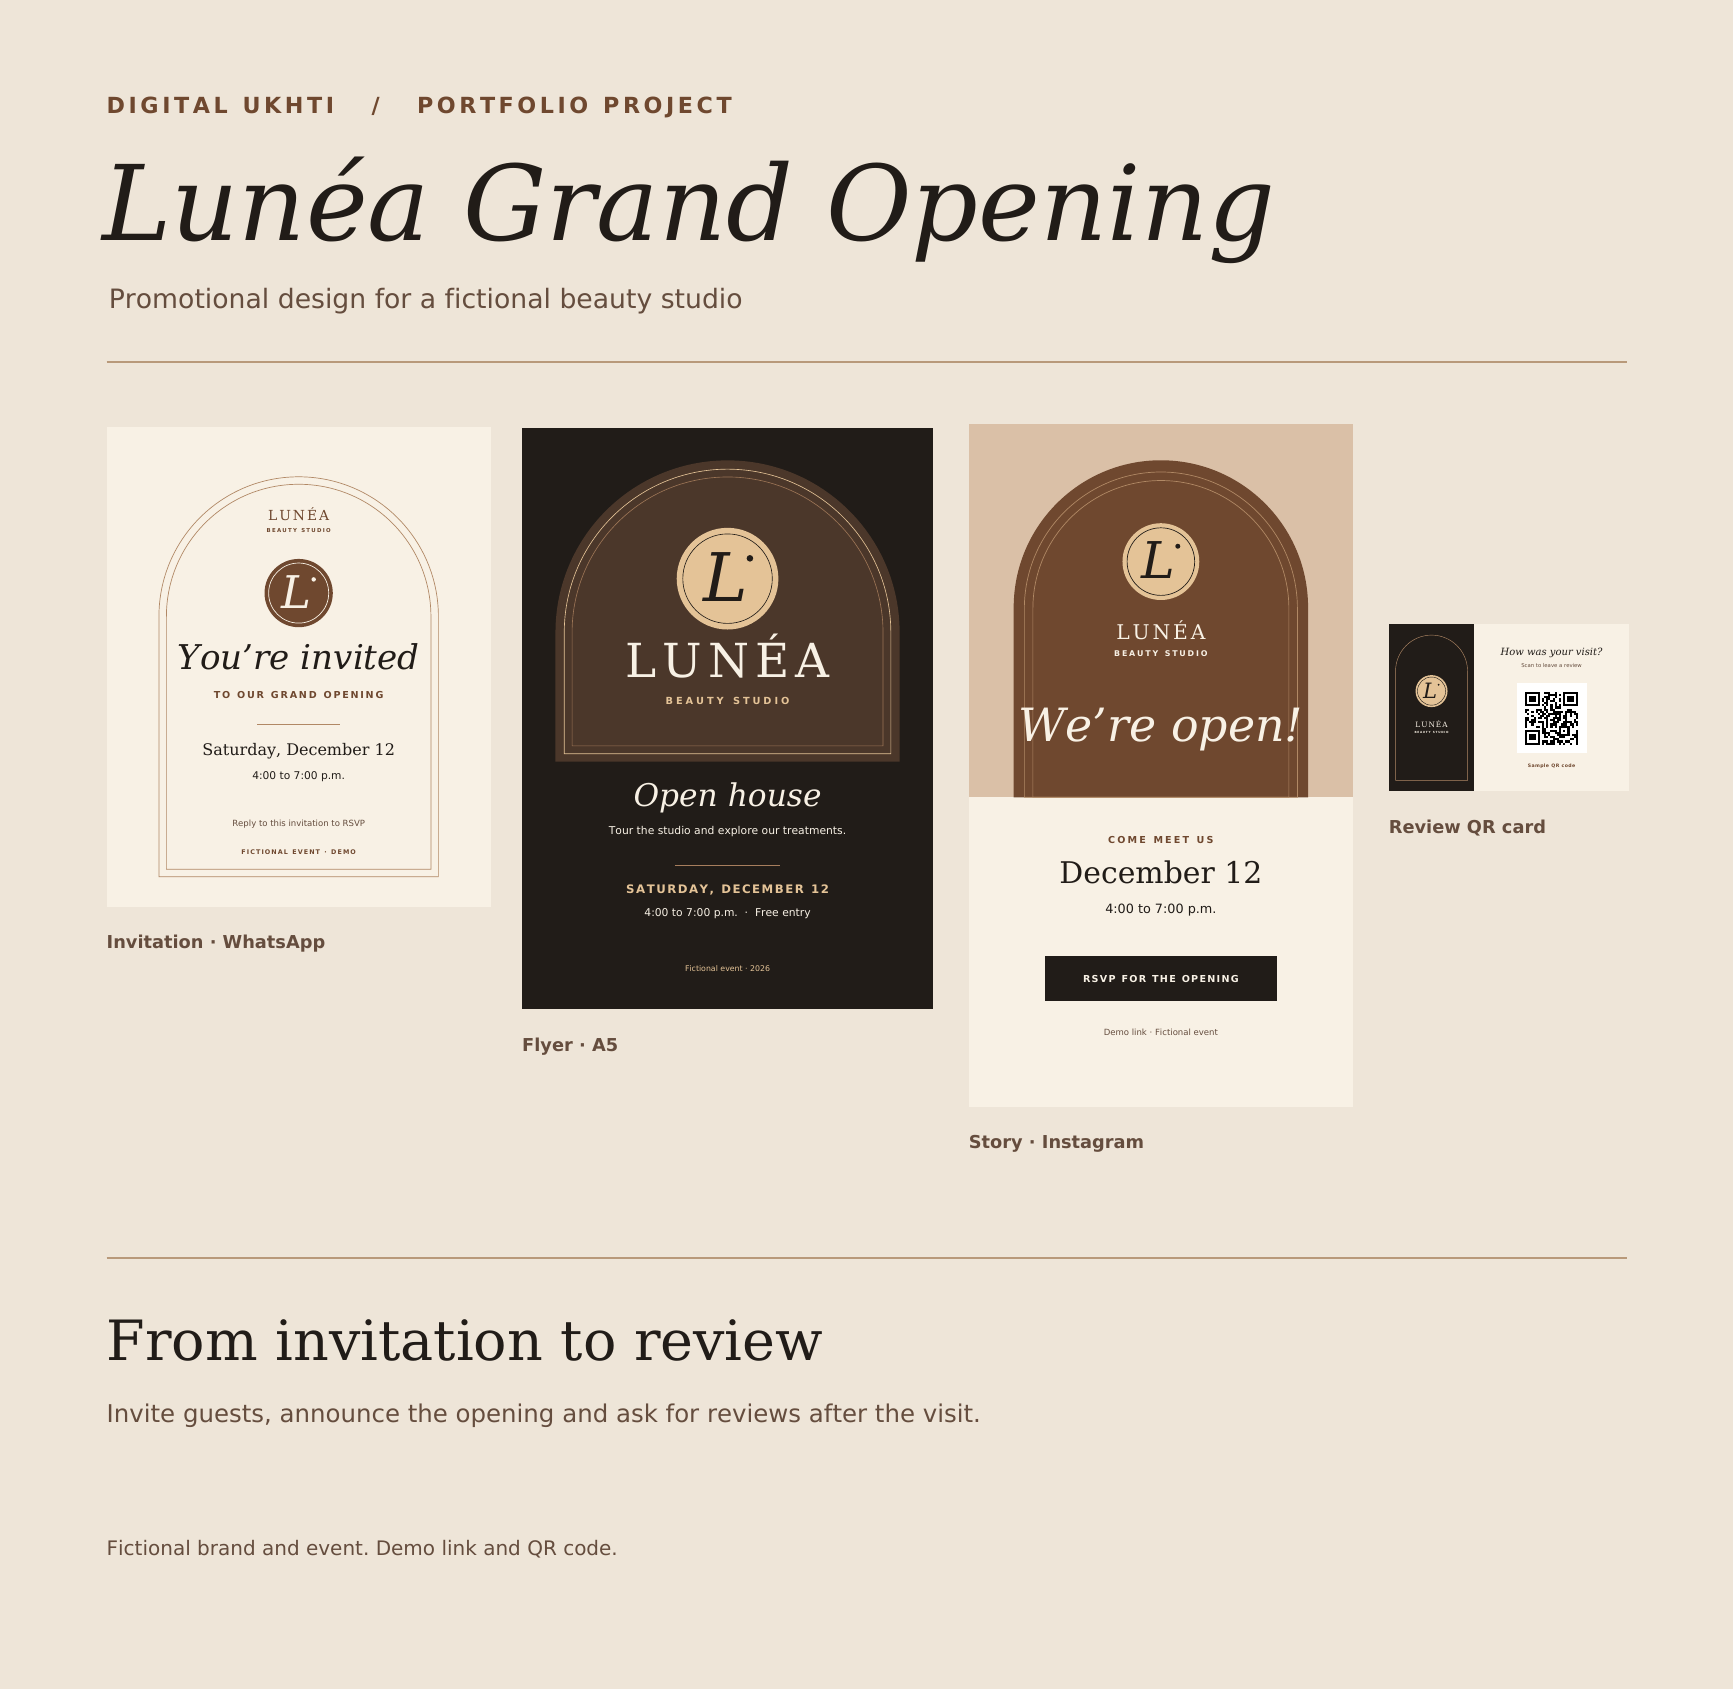 DIGITAL UKHTI / PORTFOLIO PROJECT
Lunéa Grand Opening
Promotional design for a fictional beauty studio
LUNÉA
BEAUTY STUDIO
L
You’re invited
TO OUR GRAND OPENING
Saturday, December 12
4:00 to 7:00 p.m.
Reply to this invitation to RSVP
FICTIONAL EVENT · DEMO
Invitation · WhatsApp
L
LUNÉA
BEAUTY STUDIO
Open house
Tour the studio and explore our treatments.
SATURDAY, DECEMBER 12
4:00 to 7:00 p.m. · Free entry
Fictional event · 2026
Flyer · A5
L
LUNÉA
BEAUTY STUDIO
We’re open!
COME MEET US
December 12
4:00 to 7:00 p.m.
RSVP FOR THE OPENING
Demo link · Fictional event
Story · Instagram
L
LUNÉA
BEAUTY STUDIO
How was your visit?
Scan to leave a review
Sample QR code
Review QR card
From invitation to review
Invite guests, announce the opening and ask for reviews after the visit.
Fictional brand and event. Demo link and QR code.